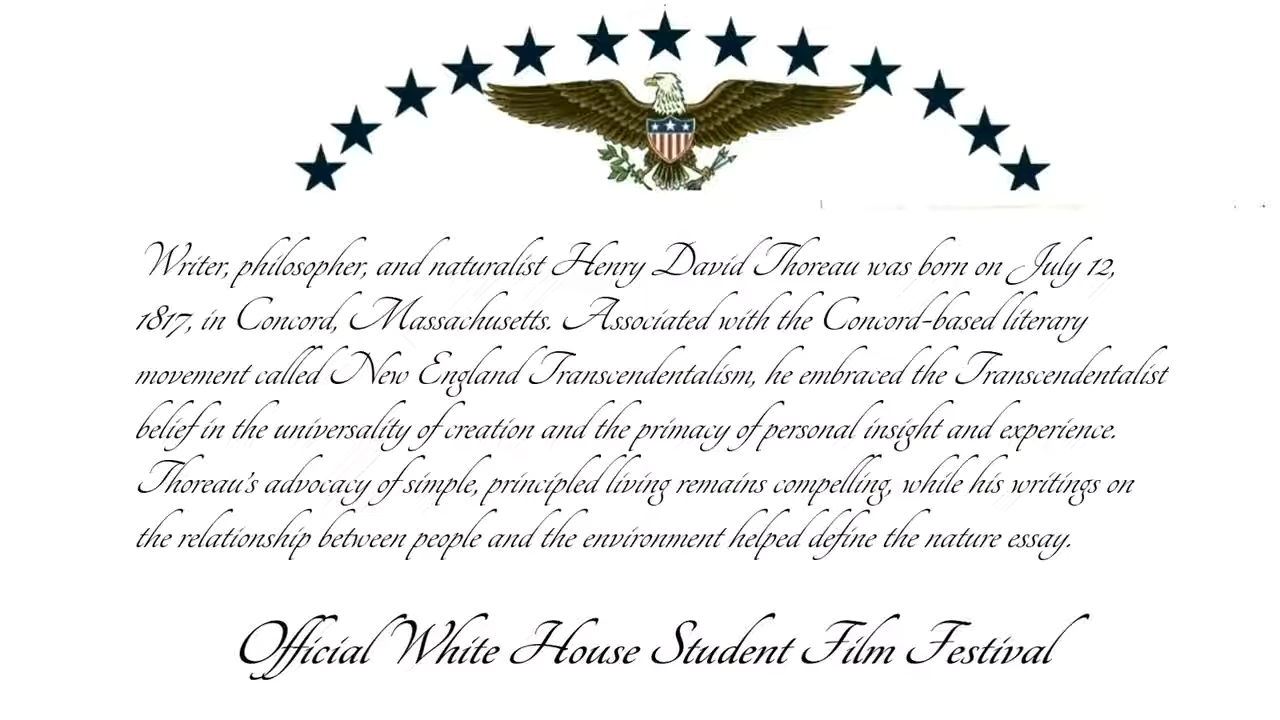 Writer, philosopher, and naturalist Henry David Thoreau was born on July 12,
1817, in Concord, Massachusetts. Associated with the Concord-based literary
movement called New England Transcendentalism, he embraced the Transcendentalist
belief in the universality of creation and the primacy of personal insight and experience.
Thoreau's advocacy of simple, principled living remains compelling, while his writings on
the relationship between people and the environment helped define the nature essay.
Official White House Student Film Festival